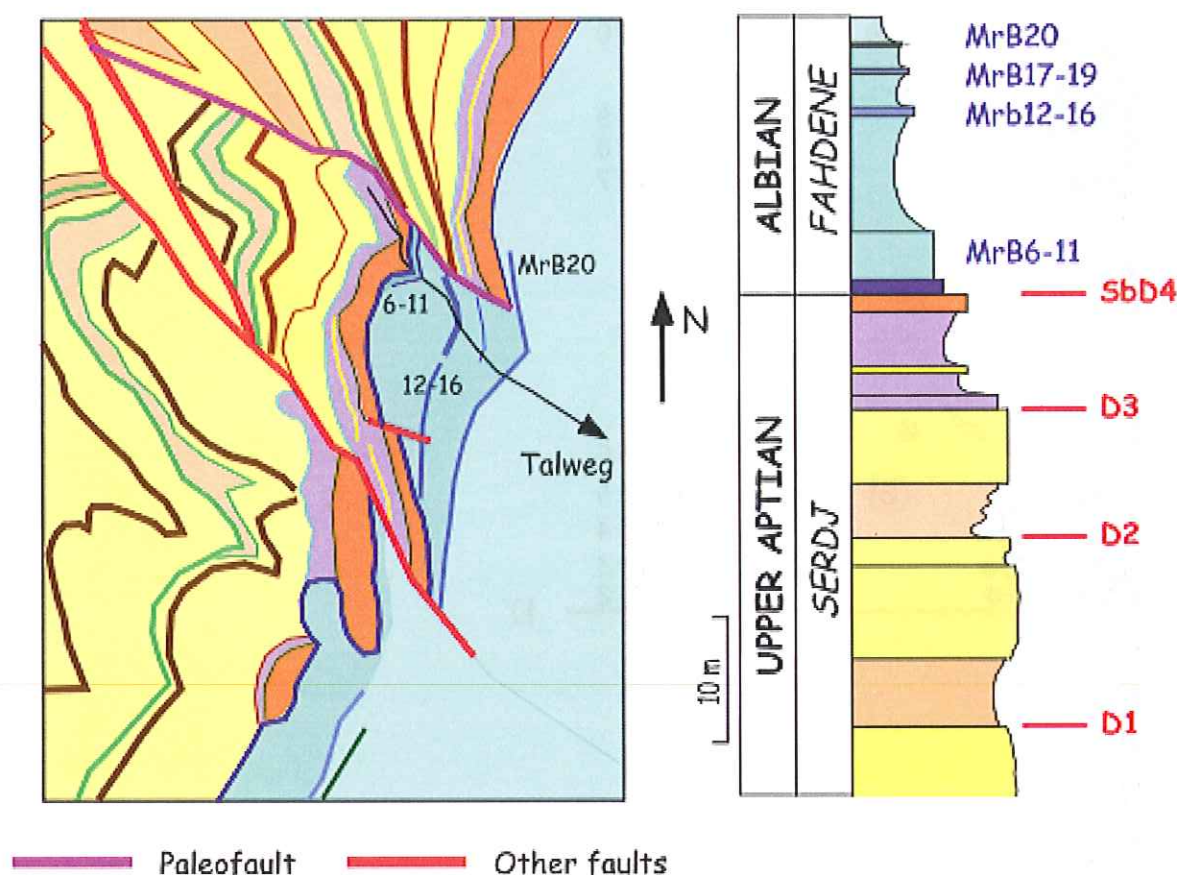 MrB20
6-11
12-16
N
Talweg
Paleofault
Other faults
ALBIAN
FAHDENE
UPPER APTIAN
SERDJ
10 m
MrB20
MrB17-19
Mrb12-16
MrB6-11
SbD4
D3
D2
D1